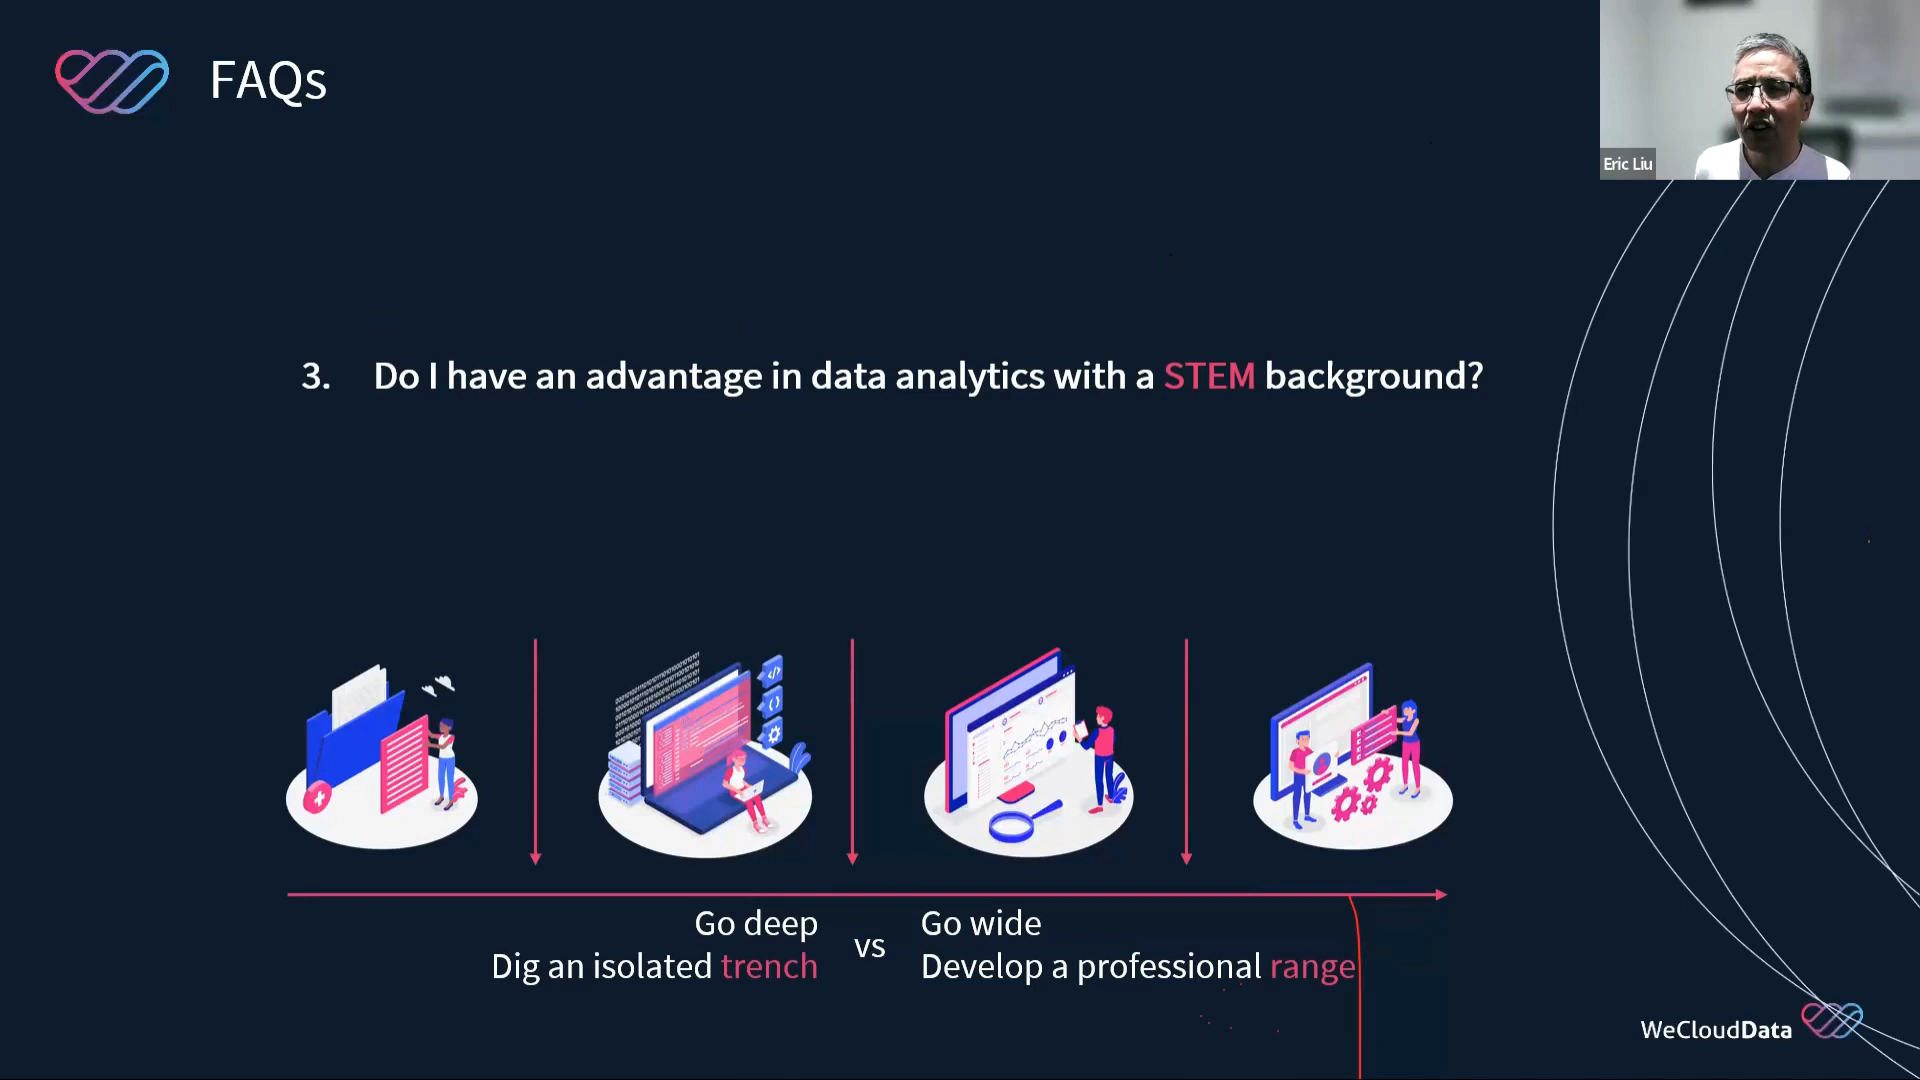 FAQs
Eric Liu
3. Do I have an advantage in data analytics with a STEM background?
Go deep
Dig an isolated trench
vs
Go wide
Develop a professional range
WeCloudData